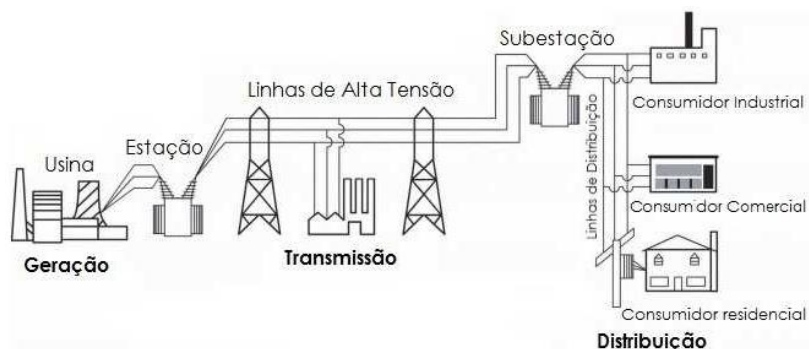 Subestação
Linhas de Alta Tensão
Consumidor Industrial
Estação
Usina
Linhas de Distribuição
Consumidor Comercial
Geração
Transmissão
Consumidor residencial
Distribuição